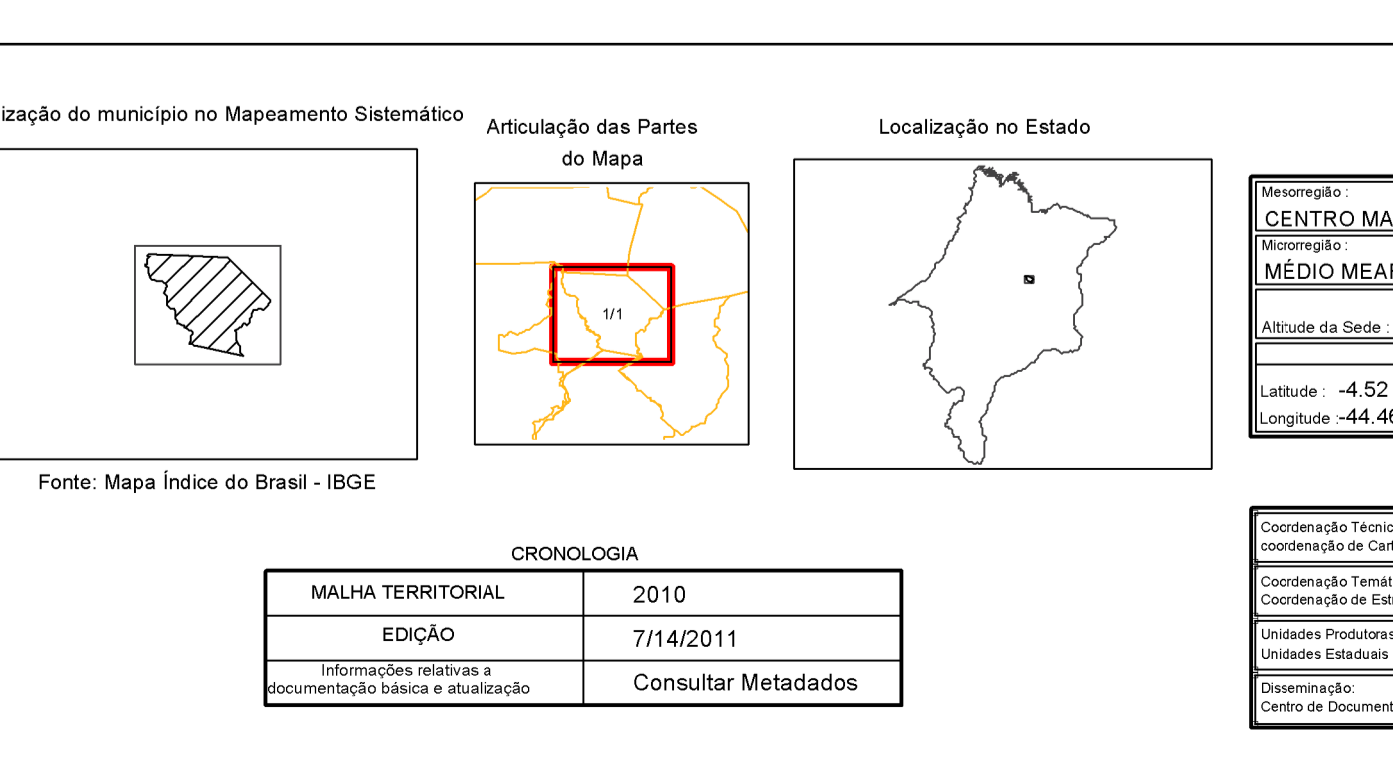 ização do município no Mapeamento Sistemático
Fonte: Mapa Índice do Brasil - IBGE
Articulação das Partes
do Mapa
1/1
Localização no Estado
Mesorregião :
CENTRO MA
Microrregião :
MÉDIO MEAR
Altitude da Sede :
Latitude : -4.52
Longitude :-44.46
CRONOLOGIA
MALHA TERRITORIAL 2010
EDIÇÃO 7/14/2011
Informações relativas a
documentação básica e atualização Consultar Metadados
Coordenação Técnic
coordenação de Cart
Coordenação Temát
Coordenação de Estr
Unidades Produtoras
Unidades Estaduais
Disseminação:
Centro de Document